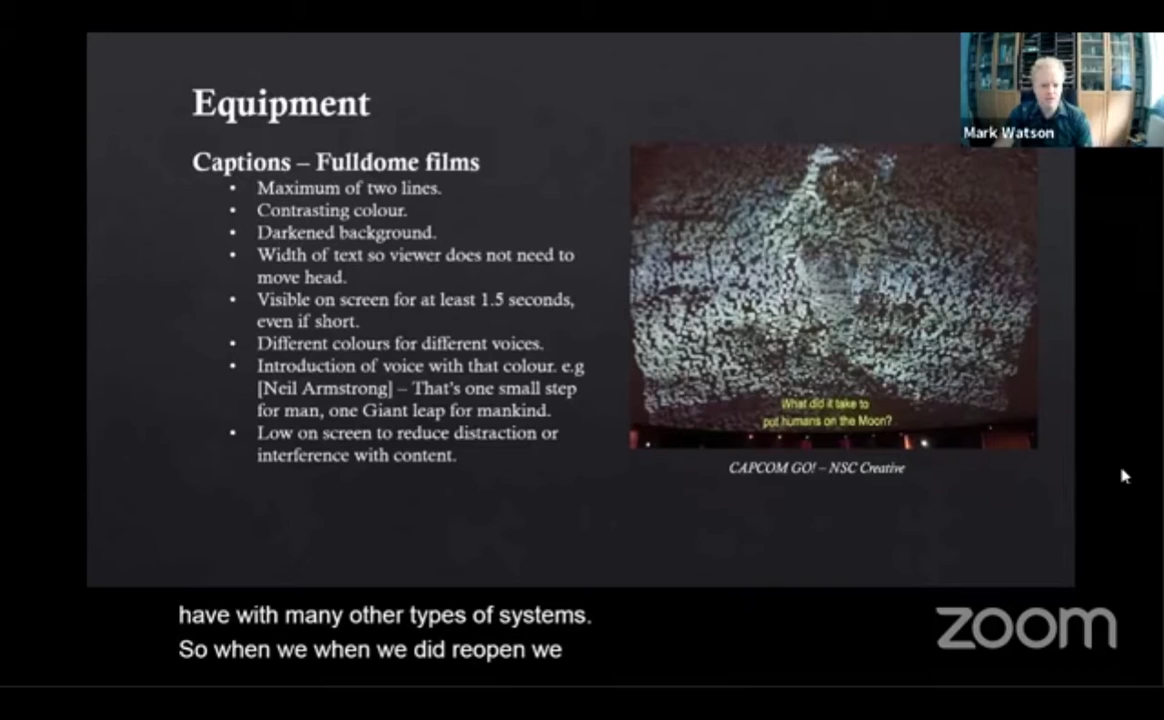 Equipment
Mark Watson
Captions – Fulldome films
• Maximum of two lines.
• Contrasting colour.
• Darkened background.
• Width of text so viewer does not need to
move head.
• Visible on screen for at least 1.5 seconds,
even if short.
• Different colours for different voices.
• Introduction of voice with that colour. e.g
[Neil Armstrong] – That's one small step
for man, one Giant leap for mankind.
• Low on screen to reduce distraction or
interference with content.
What did it take to
put humans on the Moon?
CAPCOM GO! – NSC Creative
have with many other types of systems.
So when we when we did reopen we
zoom